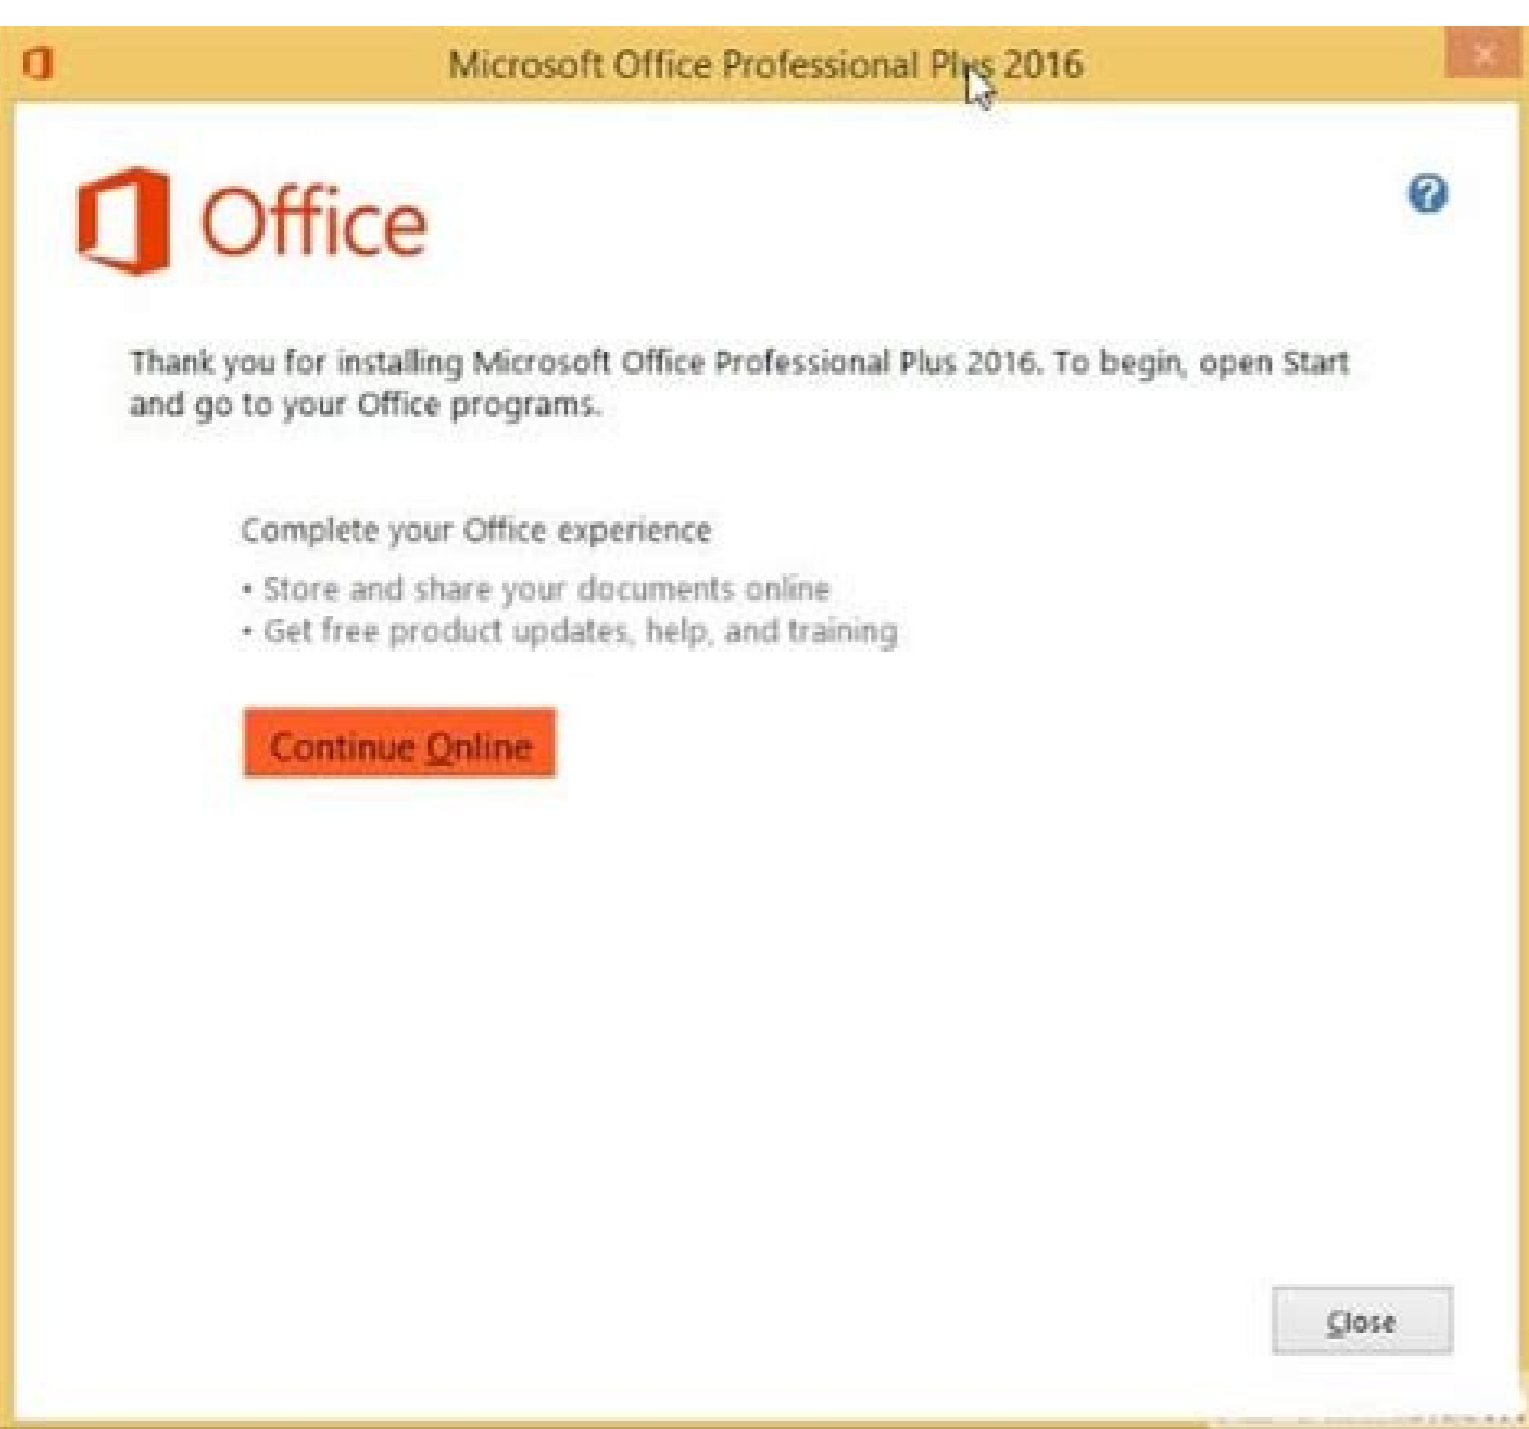 Microsoft Office Professional Plus 2016
Office
?
Thank you for installing Microsoft Office Professional Plus 2016. To begin, open Start
and go to your Office programs.
Complete your Office experience
• Store and share your documents online
• Get free product updates, help, and training
Continue Online
Close